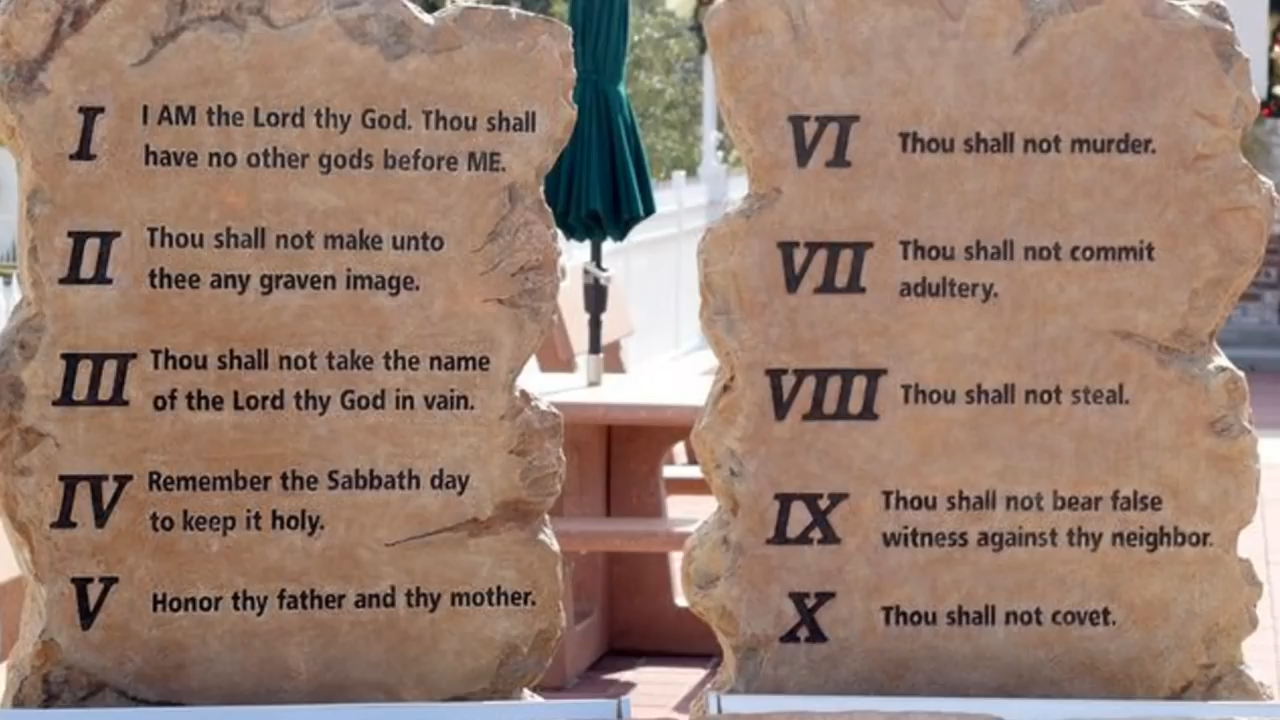 I I AM the Lord thy God. Thou shall
have no other gods before ME.
II Thou shall not make unto
thee any graven image.
III Thou shall not take the name
of the Lord thy God in vain.
IV Remember the Sabbath day
to keep it holy.
V Honor thy father and thy mother.
VI Thou shall not murder.
VII Thou shall not commit
adultery.
VIII Thou shall not steal.
IX Thou shall not bear false
witness against thy neighbor.
X Thou shall not covet.